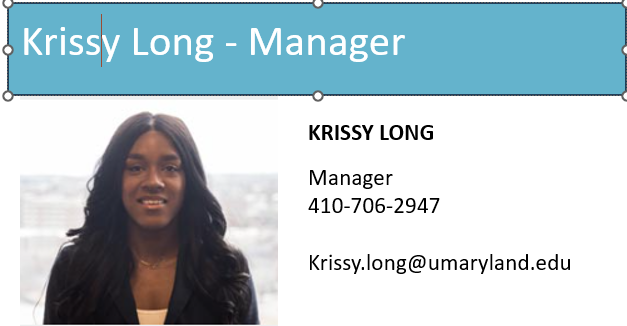 Krissy Long - Manager
KRISSY LONG
Manager
410-706-2947
Krissy.long@umaryland.edu